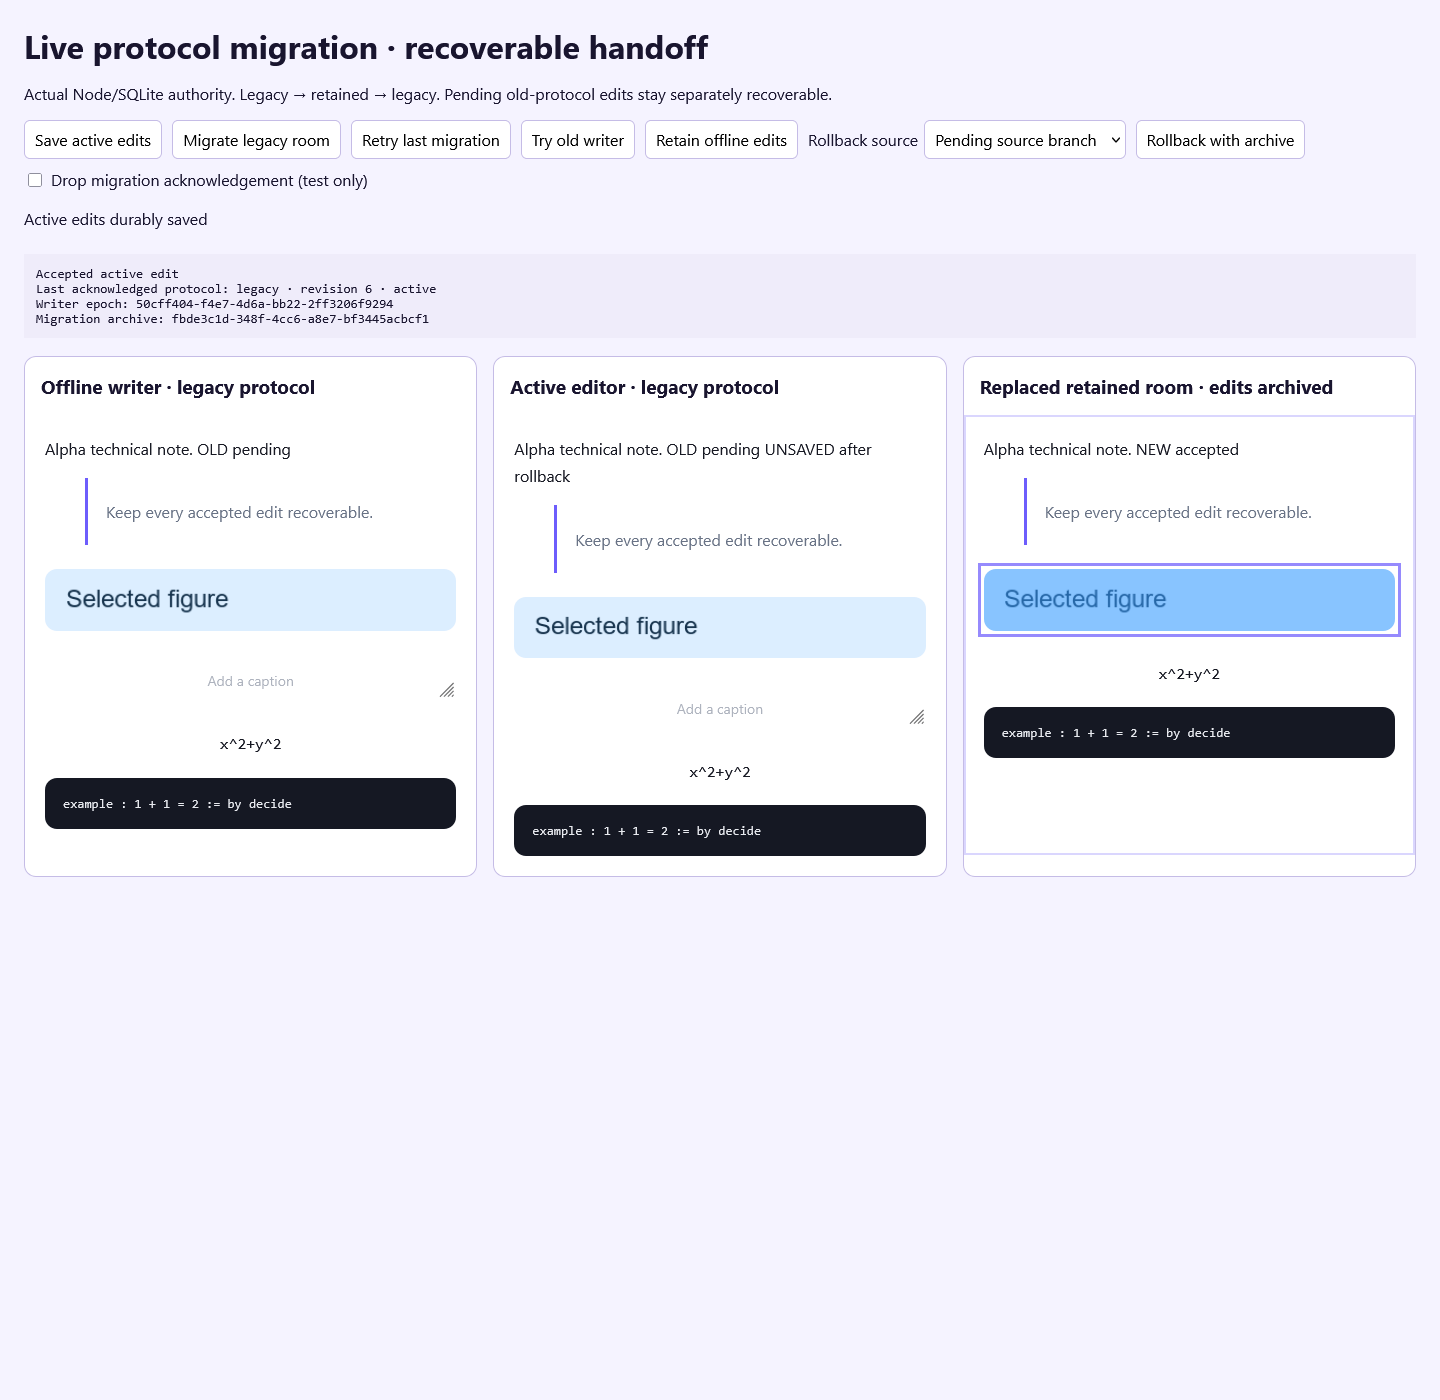 Live protocol migration · recoverable handoff
Actual Node/SQLite authority. Legacy → retained → legacy. Pending old-protocol edits stay separately recoverable.
Save active edits Migrate legacy room Retry last migration Try old writer Retain offline edits Rollback source Pending source branch Rollback with archive
Drop migration acknowledgement (test only)
Active edits durably saved
Accepted active edit
Last acknowledged protocol: legacy · revision 6 · active
Writer epoch: 50cff404-f4e7-4d6a-bb22-2ff3206f9294
Migration archive: fbde3c1d-348f-4cc6-a8e7-bf3445acbcf1
Offline writer · legacy protocol
Alpha technical note. OLD pending
Keep every accepted edit recoverable.
Selected figure
Add a caption
x^2+y^2
example : 1 + 1 = 2 := by decide
Active editor · legacy protocol
Alpha technical note. OLD pending UNSAVED after
rollback
Keep every accepted edit recoverable.
Selected figure
Add a caption
x^2+y^2
example : 1 + 1 = 2 := by decide
Replaced retained room · edits archived
Alpha technical note. NEW accepted
Keep every accepted edit recoverable.
Selected figure
x^2+y^2
example : 1 + 1 = 2 := by decide